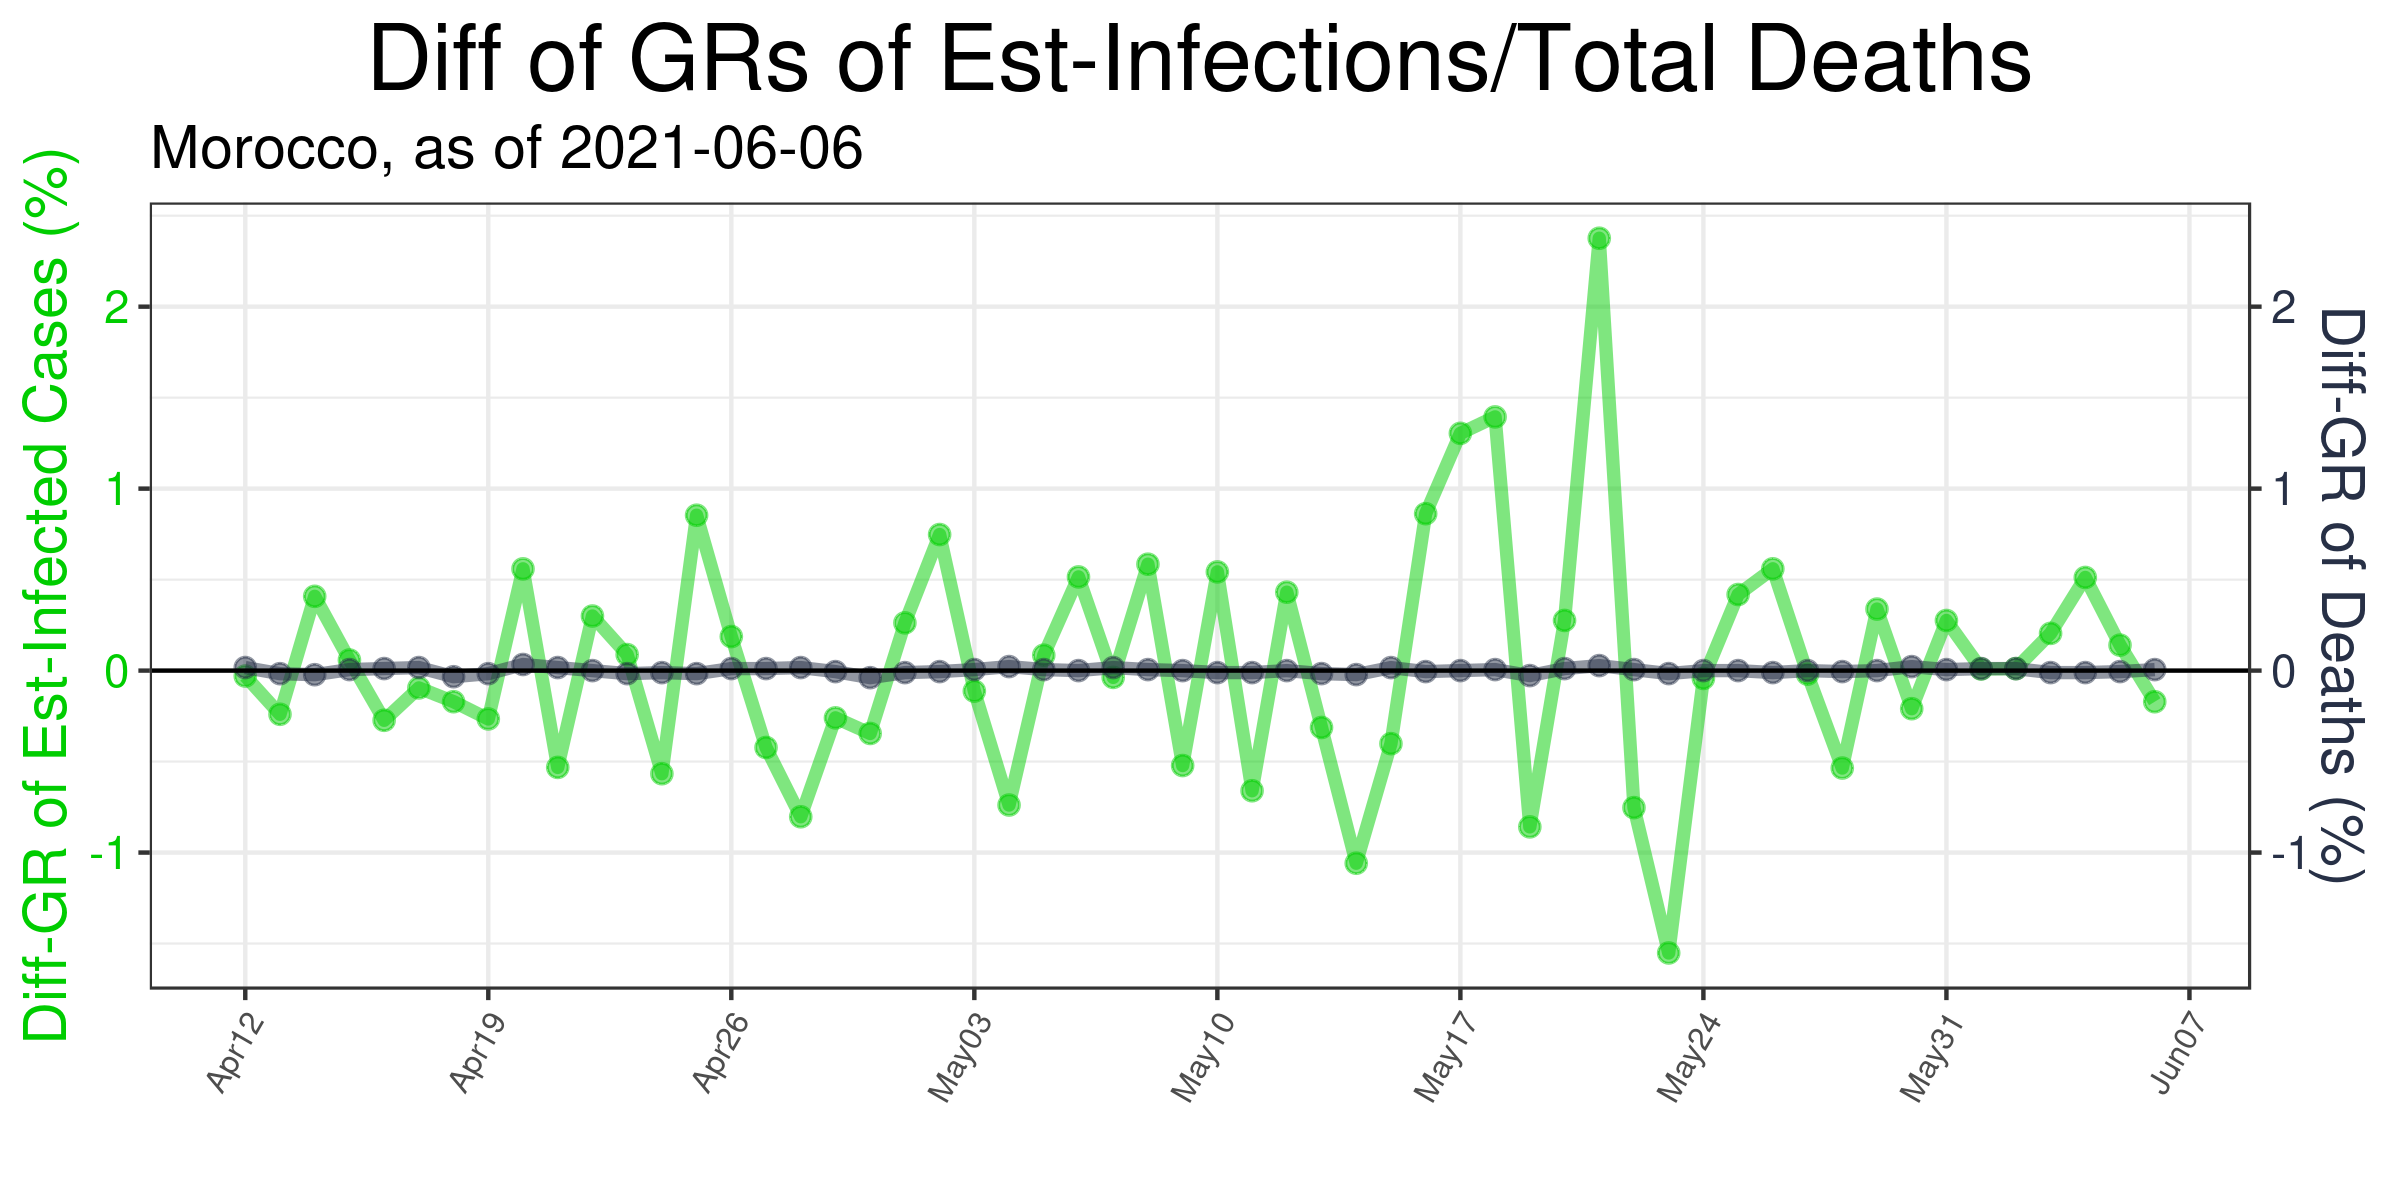 Diff of GRs of Est-Infections/Total Deaths
Morocco, as of 2021-06-06
Diff-GR of Est-Infected Cases (%)
2
1
0
-1
2
1
0
-1
Diff-GR of Deaths (%)
Apr12
Apr19
Apr26
May03
May10
May17
May24
May31
Jun07